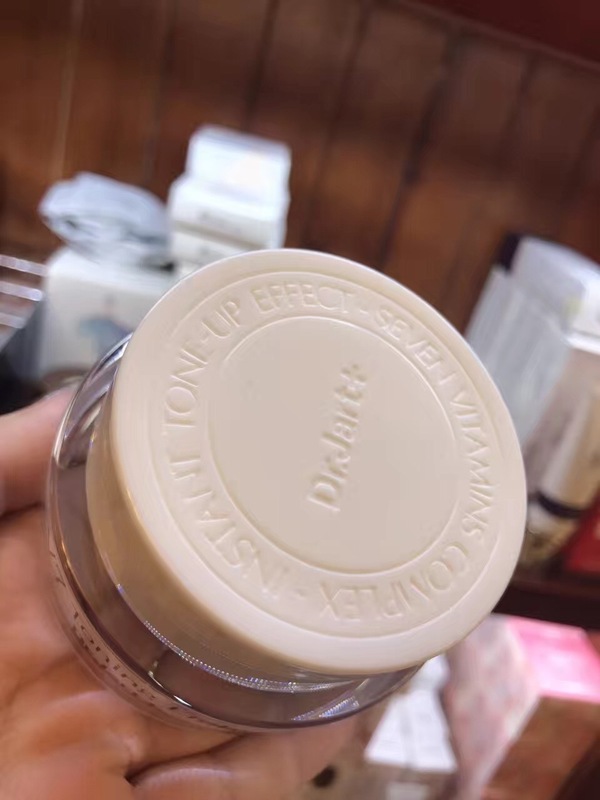 Dr.Jart+
INSTANT TONE-UP EFFECT - SEVEN VITAMINS COMPLEX -